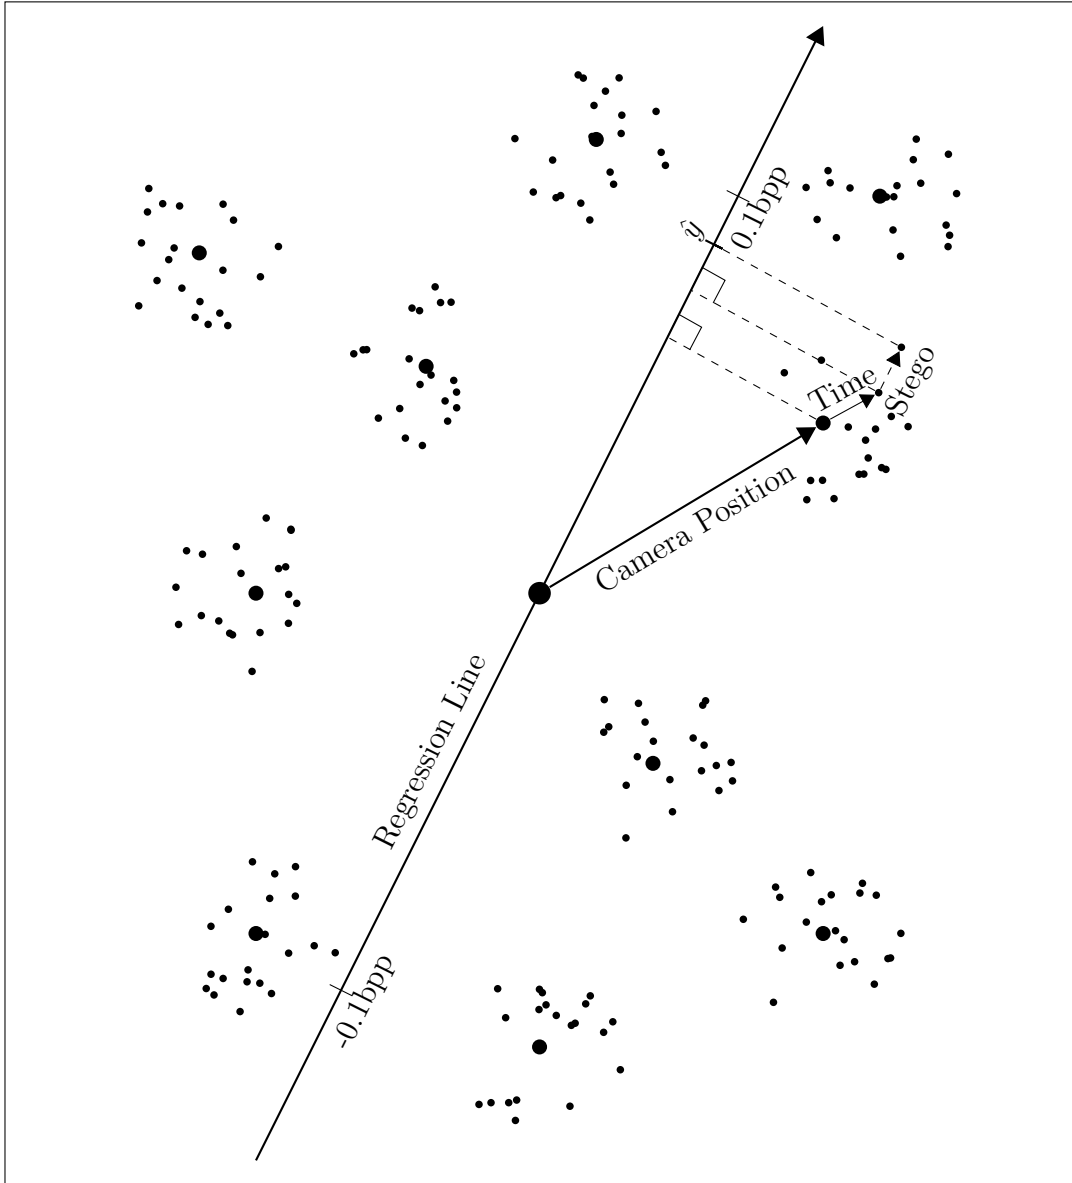 0.1bpp
ŷ
Time
Stego
Camera Position
Regression Line
-0.1bpp